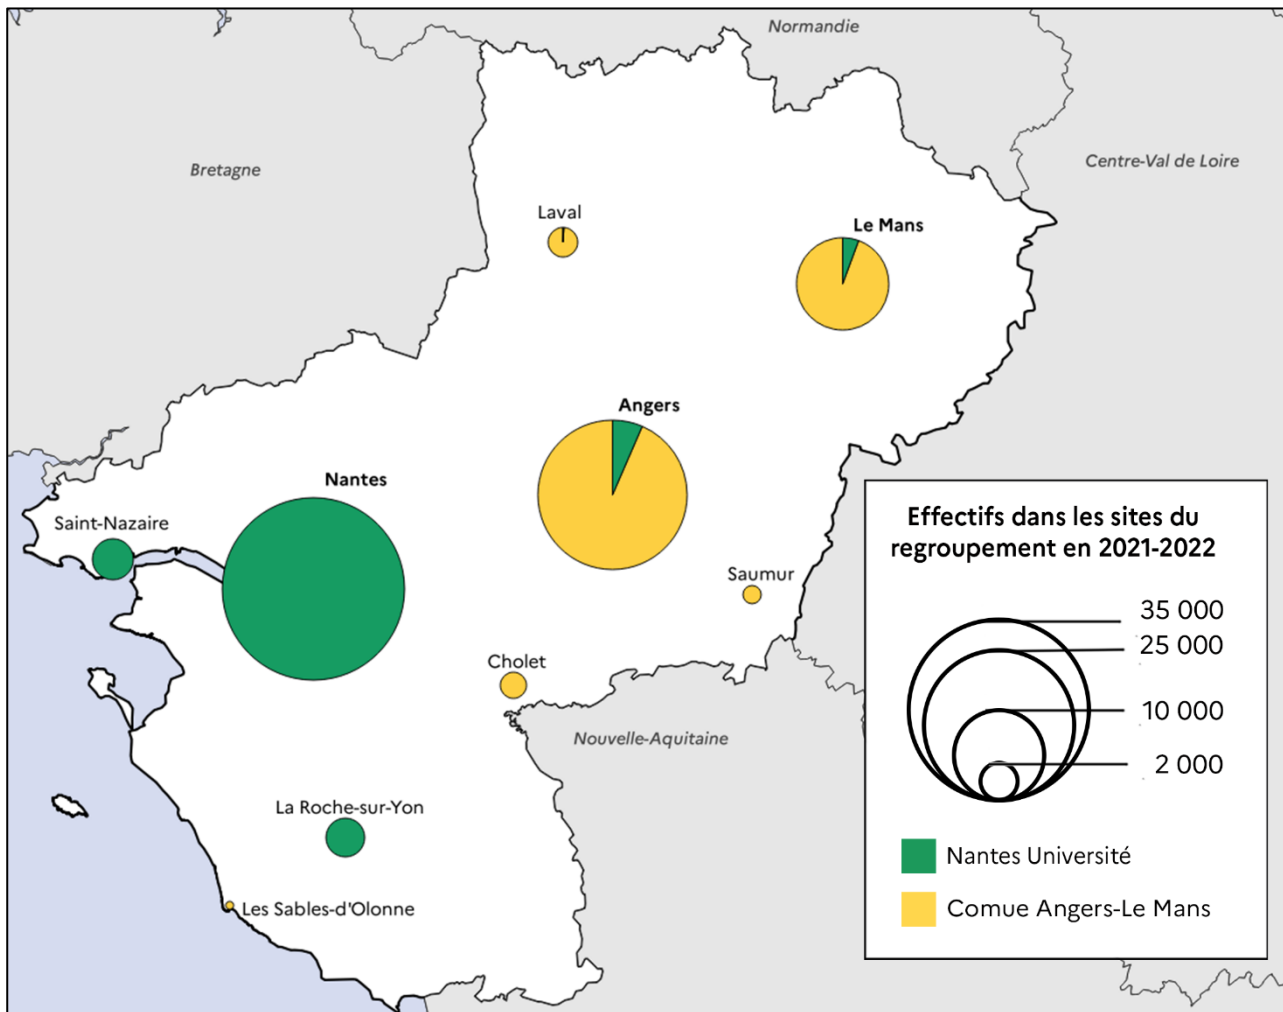 Normandie
Bretagne
Centre-Val de Loire
Laval
Le Mans
Angers
Nantes
Saint-Nazaire
Saumur
Cholet
Nouvelle-Aquitaine
La Roche-sur-Yon
Les Sables-d'Olonne
Effectifs dans les sites du
regroupement en 2021-2022
35 000
25 000
10 000
2 000
Nantes Université
Comue Angers-Le Mans